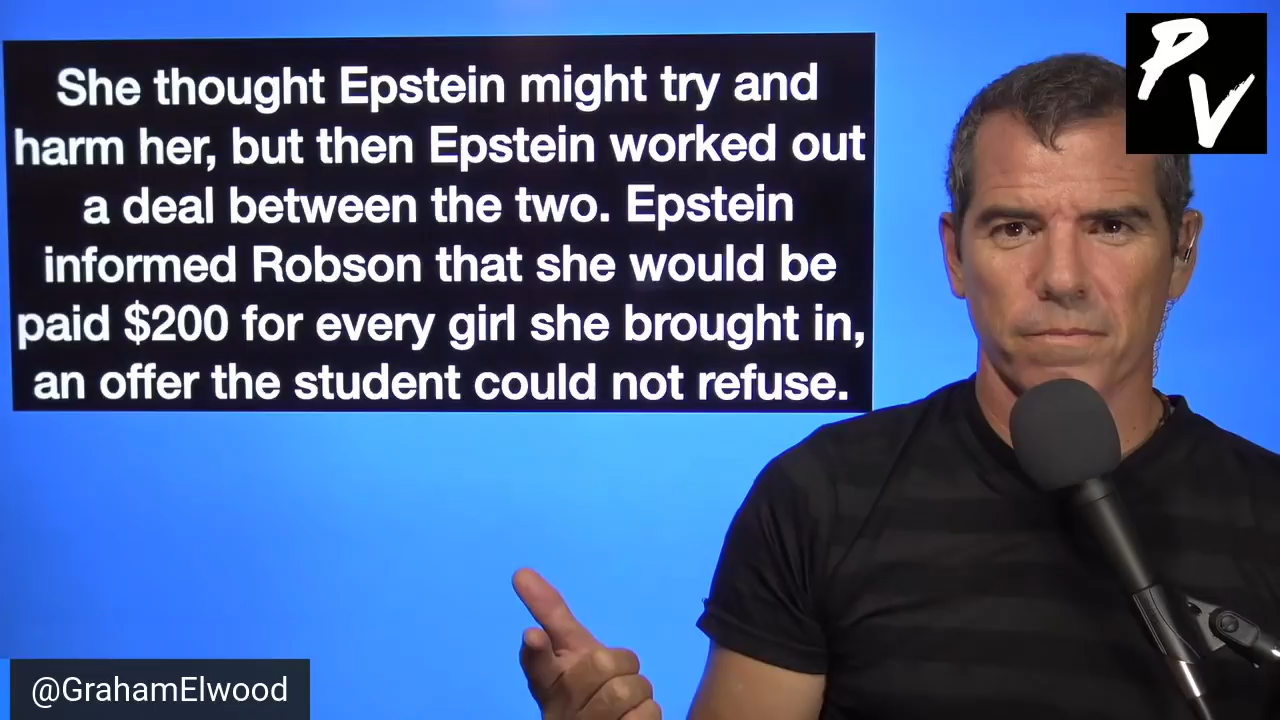 She thought Epstein might try and
harm her, but then Epstein worked out
a deal between the two. Epstein
informed Robson that she would be
paid $200 for every girl she brought in,
an offer the student could not refuse.
PV
@GrahamElwood